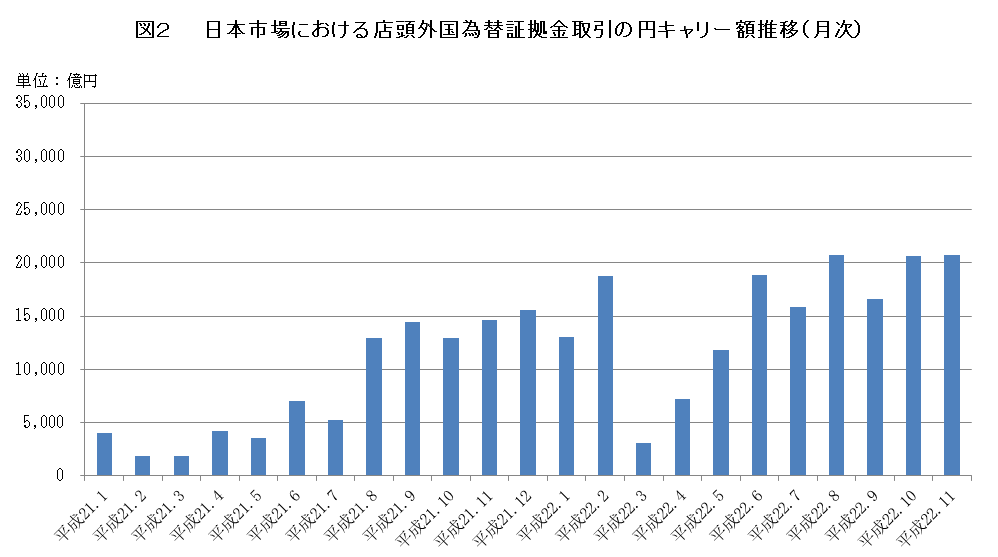 図2 日本市場における店頭外国為替証拠金取引の円キャリー額推移(月次)
単位:億円
35,000
30,000
25,000
20,000
15,000
10,000
5,000
0
平成21.1
平成21.2
平成21.3
平成21.4
平成21.5
平成21.6
平成21.7
平成21.8
平成21.9
平成21.10
平成21.11
平成21.12
平成22.1
平成22.2
平成22.3
平成22.4
平成22.5
平成22.6
平成22.7
平成22.8
平成22.9
平成22.10
平成22.11